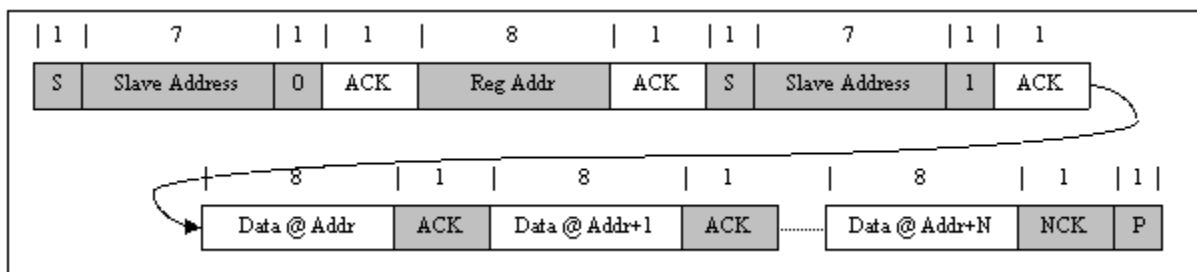 | 1 | 7 | 1 | 1 | 8 | 1 | 1 | 7 | 1 | 1
S Slave Address 0 ACK Reg Addr ACK S Slave Address 1 ACK
| 8 | 1 | 8 | 1 | 8 | 1 | 1 |
Data @ Addr ACK Data @ Addr+1 ACK .......... Data @ Addr+N NCK P